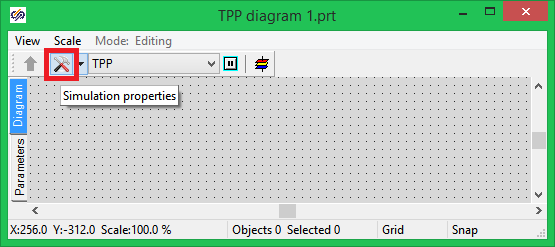 TPP diagram 1.prt
View Scale Mode: Editing
TPP
Simulation properties
Diagram
Parameters
X:256.0 Y:-312.0 Scale:100.0 % Objects 0 Selected 0 Grid Snap